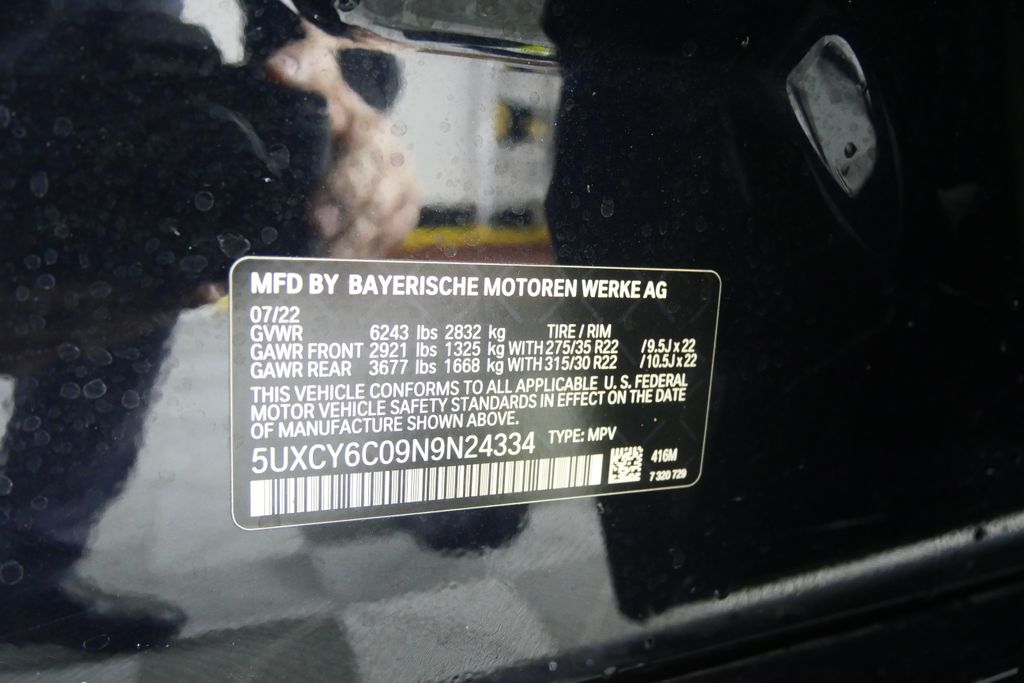 MFD BY BAYERISCHE MOTOREN WERKE AG
07/22
GVWR 6243 lbs 2832 kg TIRE / RIM
GAWR FRONT 2921 lbs 1325 kg WITH 275/35 R22 /9.5J x 22
GAWR REAR 3677 lbs 1668 kg WITH 315/30 R22 /10.5J x 22
THIS VEHICLE CONFORMS TO ALL APPLICABLE U. S. FEDERAL
MOTOR VEHICLE SAFETY STANDARDS IN EFFECT ON THE DATE
OF MANUFACTURE SHOWN ABOVE.
5UXCY6C09N9N24334 TYPE: MPV
416M
7 320 729